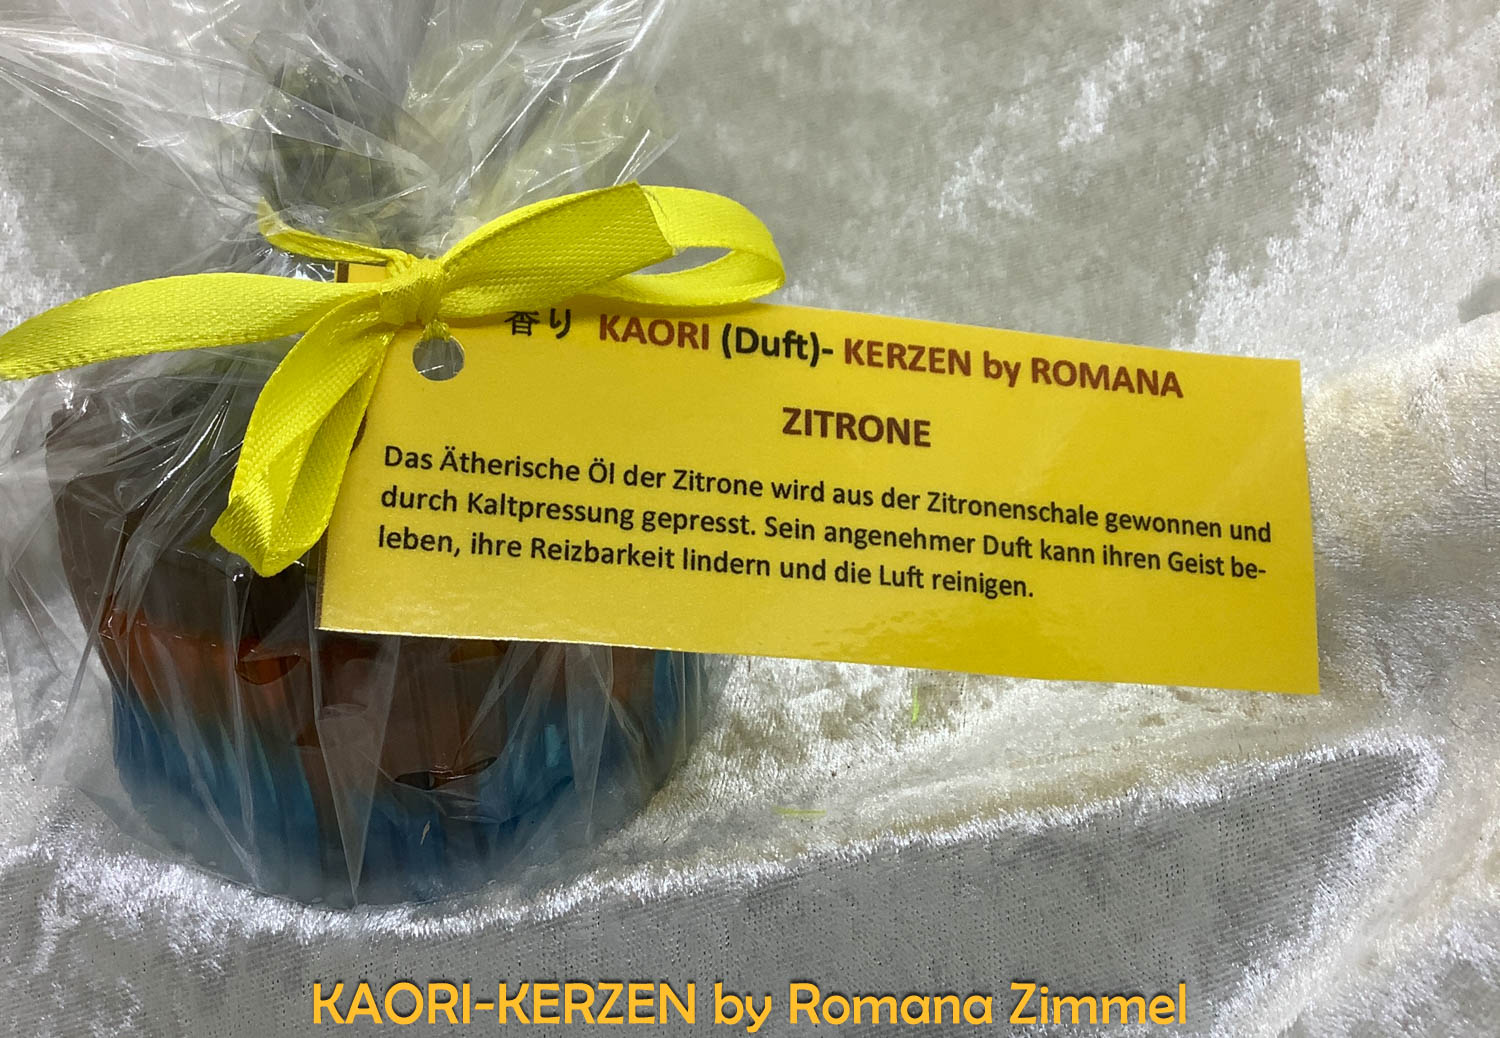 香り KAORI (Duft)- KERZEN by ROMANA
ZITRONE
Das Ätherische Öl der Zitrone wird aus der Zitronenschale gewonnen und
durch Kaltpressung gepresst. Sein angenehmer Duft kann ihren Geist be-
leben, ihre Reizbarkeit lindern und die Luft reinigen.
KAORI-KERZEN by Romana Zimmel